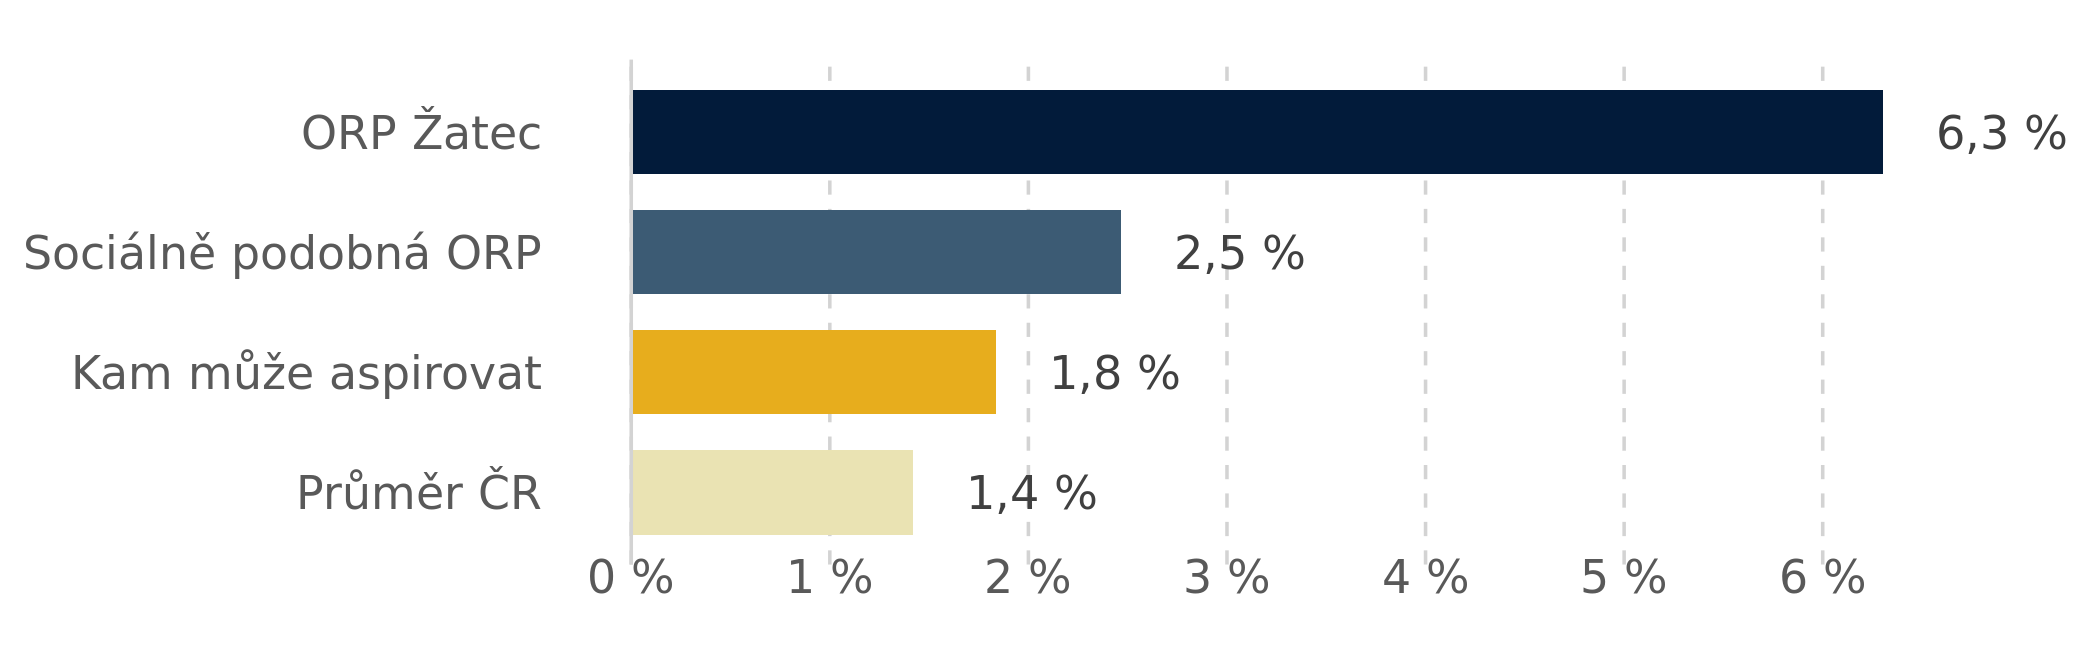 ORP Žatec 6,3 %
Sociálně podobná ORP 2,5 %
Kam může aspirovat 1,8 %
Průměr ČR 1,4 %
0 % 1 % 2 % 3 % 4 % 5 % 6 %